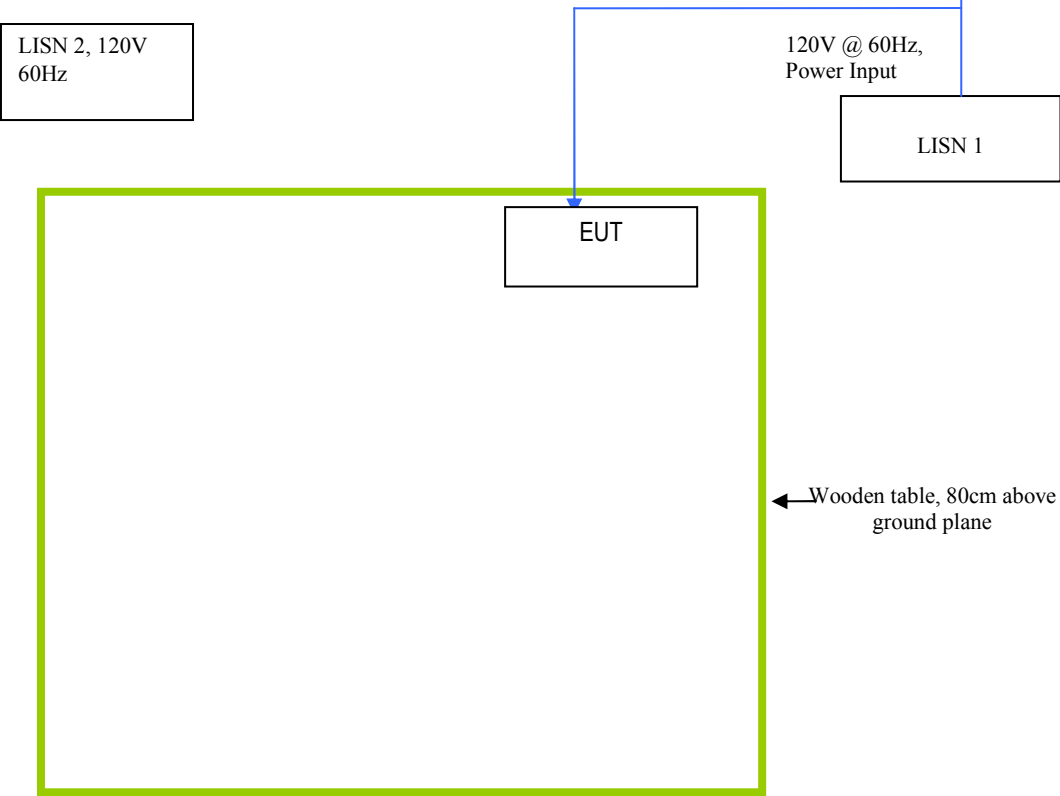 LISN 2, 120V
60Hz
120V @ 60Hz,
Power Input
LISN 1
EUT
Wooden table, 80cm above
ground plane